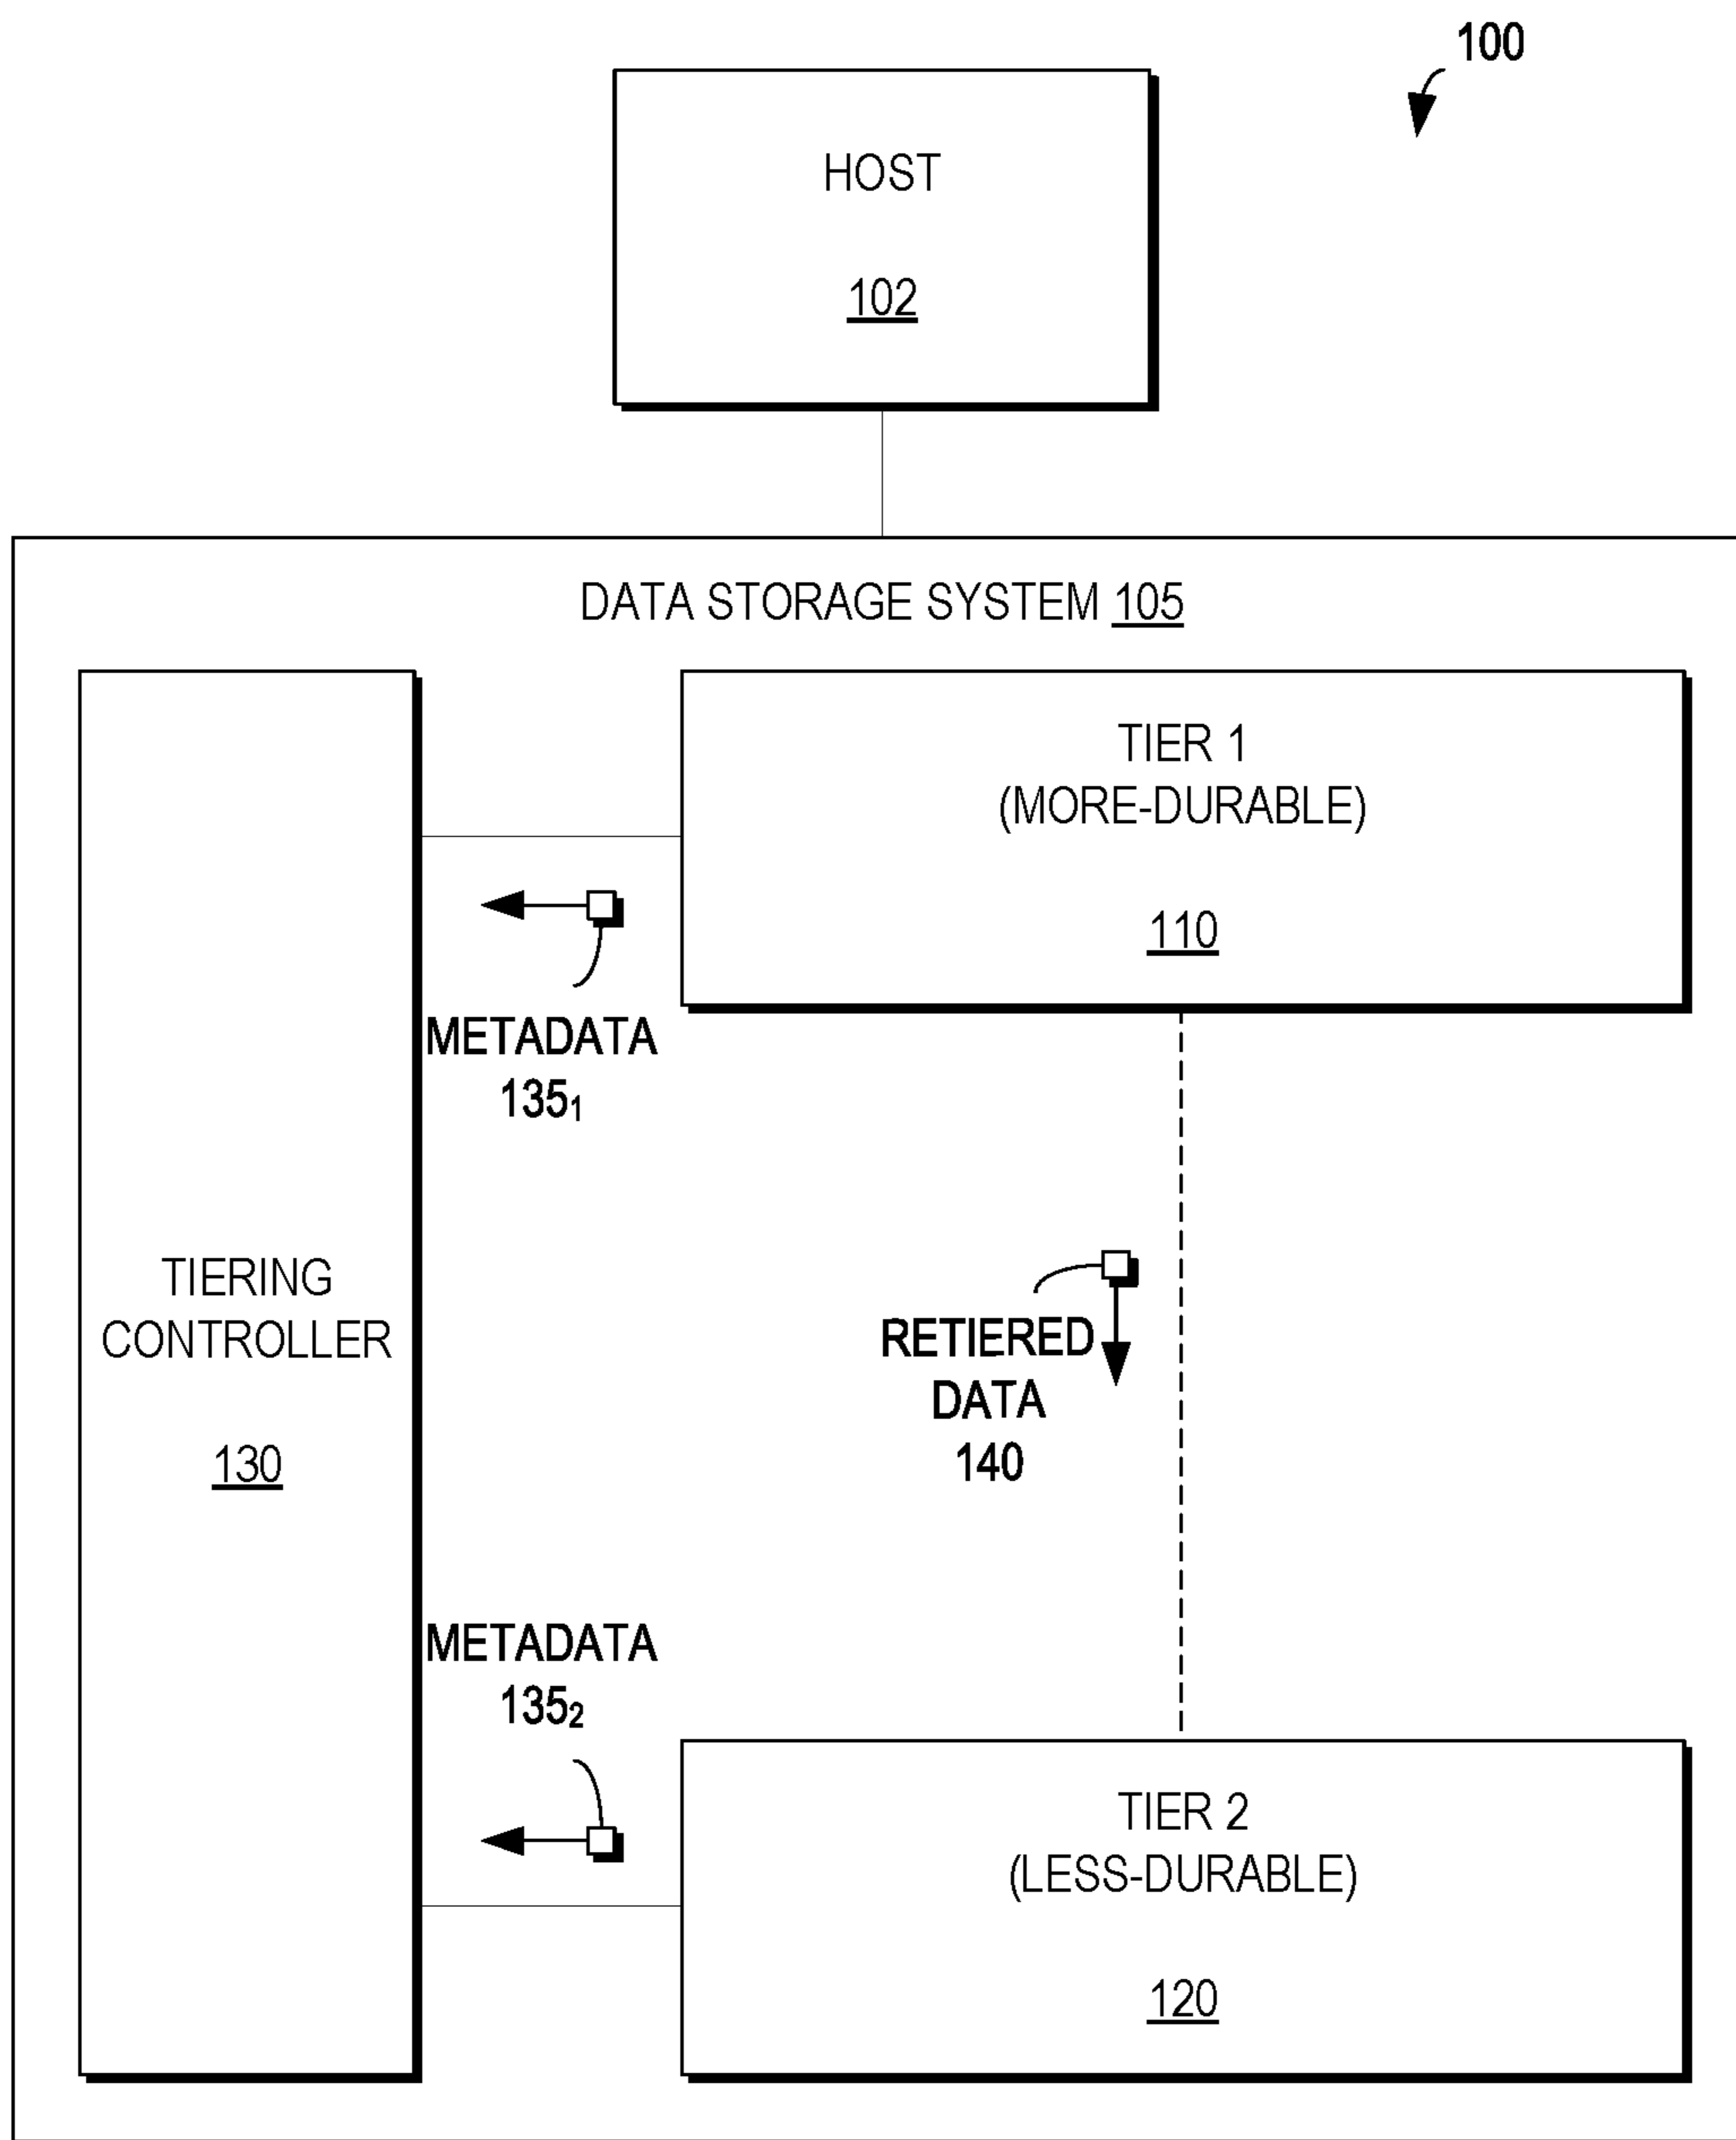 100
HOST
102
DATA STORAGE SYSTEM 105
TIER 1
(MORE-DURABLE)
110
METADATA
135₁
TIERING
CONTROLLER
130
RETIERED
DATA
140
METADATA
135₂
TIER 2
(LESS-DURABLE)
120